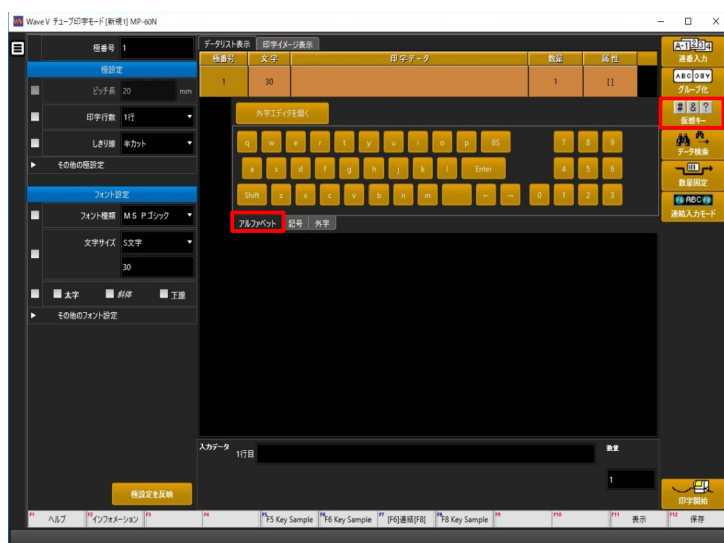 Wave V チューブ印字モード [新規1] MP-60N
極番号 1
極設定
ピッチ長 20 mm
印字行数 1行
しきり線 半カット
その他の極設定
フォント設定
フォント種類 MS Pゴシック
文字サイズ S文字
30
太字 斜体 下線
その他のフォント設定
極設定を反映
データリスト表示 印字イメージ表示
極番号 文字 印字データ 数量 属性
1 30 1 []
外字エディタを開く
q w e r t y u i o p BS 7 8 9
a s d f g h j k l Enter 4 5 6
Shift z x c v b n m ← → 0 1 2 3
アルファベット 記号 外字
入力データ 1行目 数量
1
A-1 2 3 4
連番入力
ABC DEF
グループ化
# & ?
仮想キー
データ検索
数量固定
F6 ABC F8
連結入力モード
印字開始
F1 ヘルプ F2 インフォメーション F3 F4 F5 F5 Key Sample F6 F6 Key Sample F7 [F6]連結[F8] F8 F8 Key Sample F9 F10 F11 表示 F12 保存